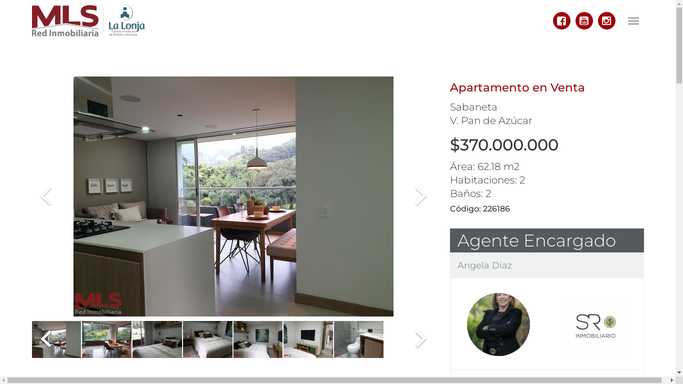 MLS
Red Inmobiliaria
La Lonja
Apartamento en Venta
Sabaneta
V. Pan de Azúcar
$370.000.000
Área: 62.18 m2
Habitaciones: 2
Baños: 2
Código: 226186
Agente Encargado
Angela Díaz
SR
INMOBILIARIO
MLS
Red Inmobiliaria